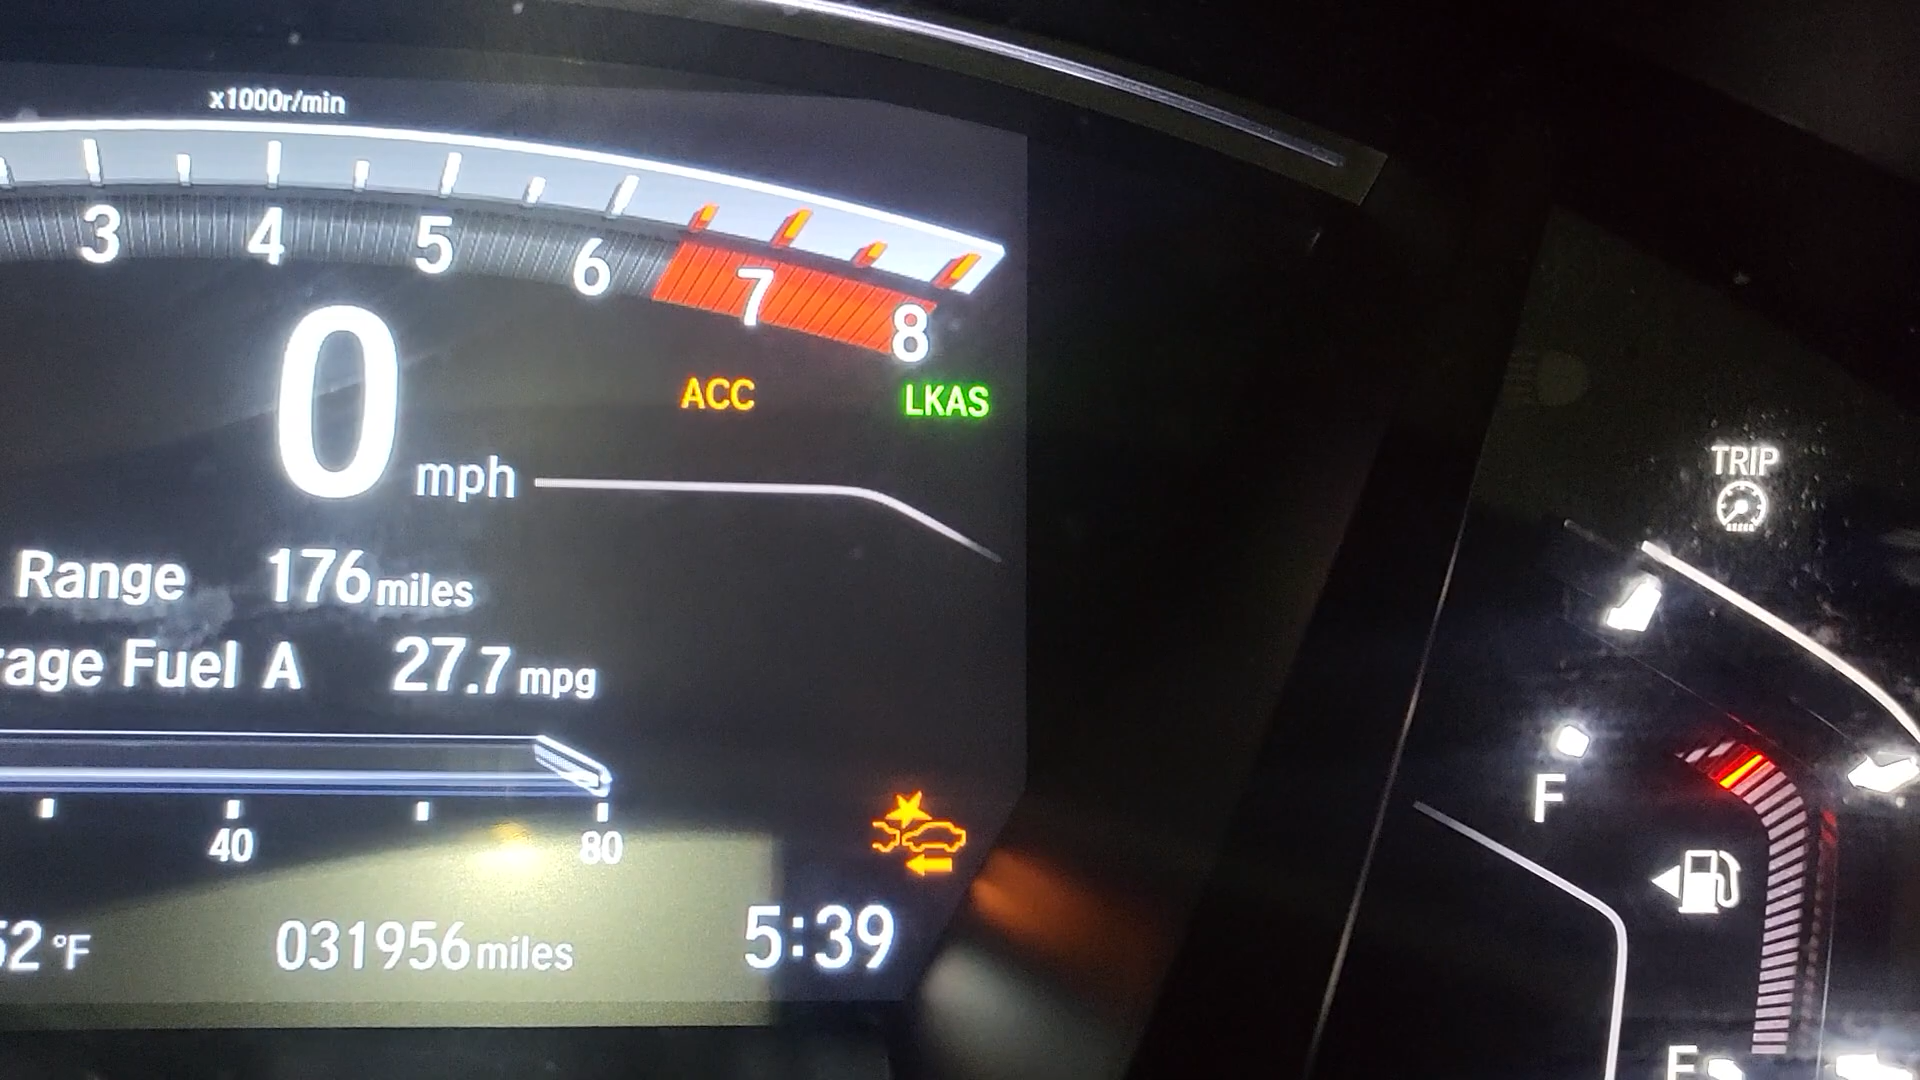 x1000r/min
3 4 5 6 7 8
ACC LKAS
0 mph
TRIP
Range 176 miles
rage Fuel A 27.7 mpg
F
40 80
52 °F 031956 miles 5:39
E